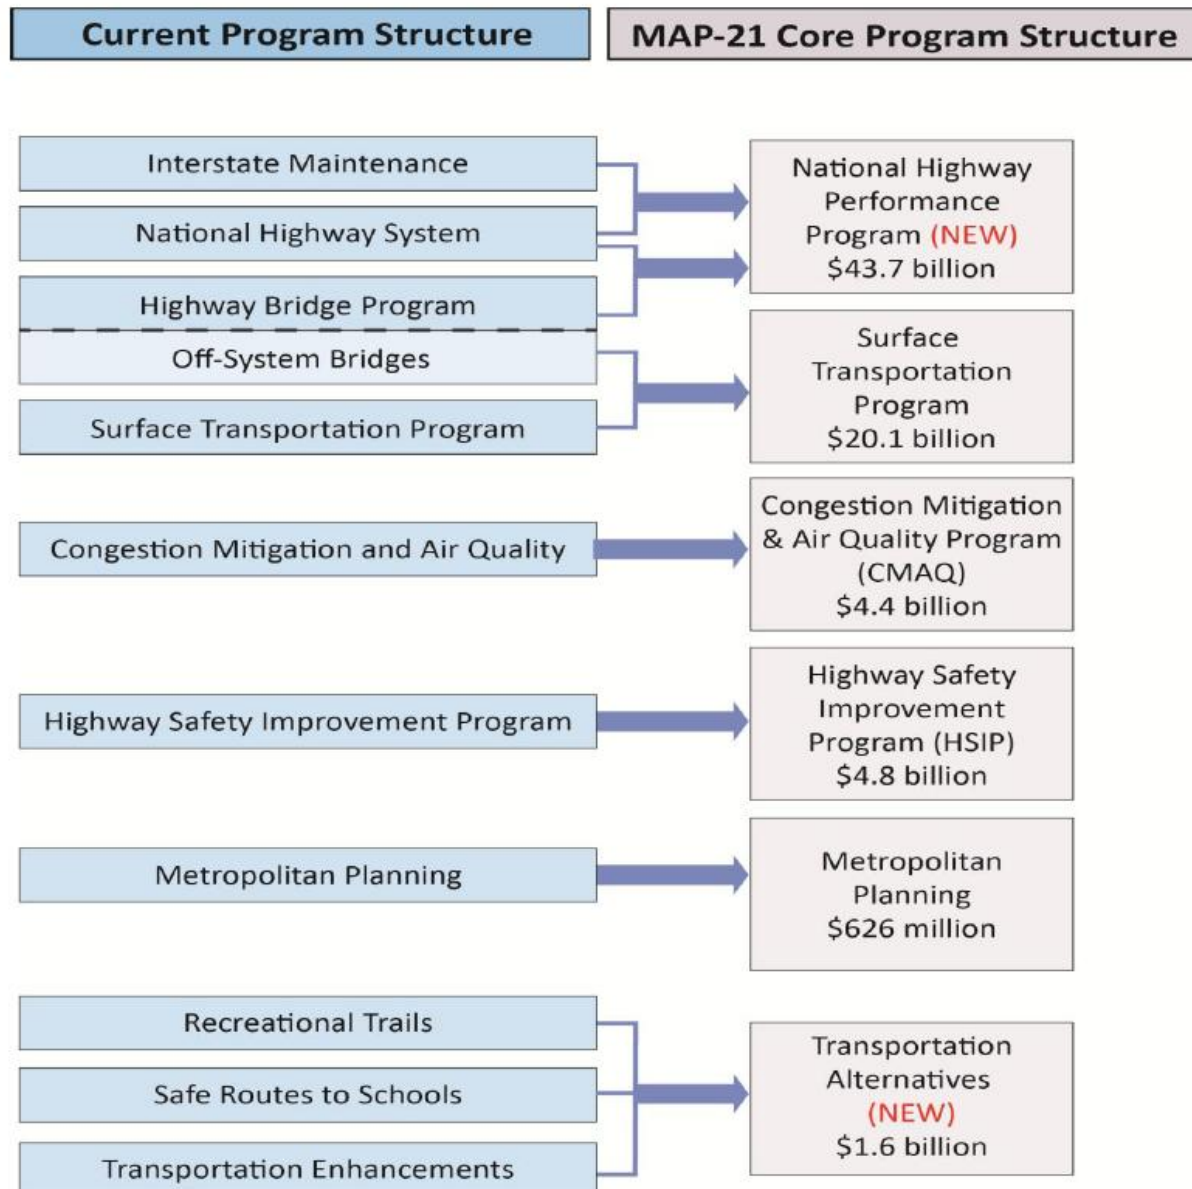 Current Program Structure
MAP-21 Core Program Structure
Interstate Maintenance
National Highway System
Highway Bridge Program
Off-System Bridges
Surface Transportation Program
Congestion Mitigation and Air Quality
Highway Safety Improvement Program
Metropolitan Planning
Recreational Trails
Safe Routes to Schools
Transportation Enhancements
National Highway
Performance
Program (NEW)
$43.7 billion
Surface
Transportation
Program
$20.1 billion
Congestion Mitigation
& Air Quality Program
(CMAQ)
$4.4 billion
Highway Safety
Improvement
Program (HSIP)
$4.8 billion
Metropolitan
Planning
$626 million
Transportation
Alternatives
(NEW)
$1.6 billion